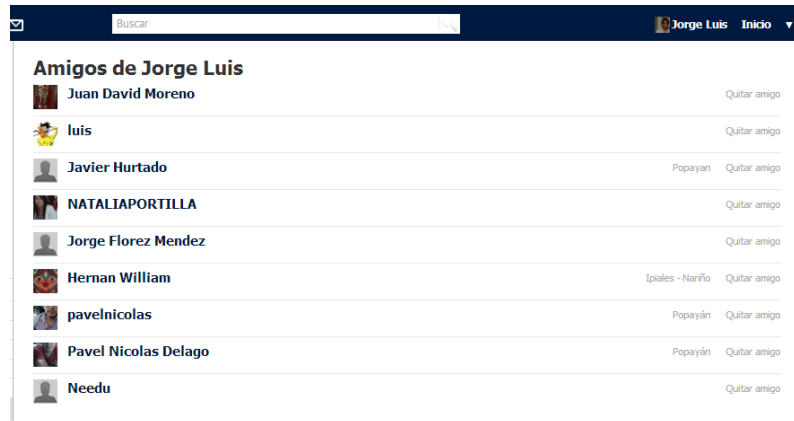 Buscar
Jorge Luis Inicio ▼
Amigos de Jorge Luis
Juan David Moreno Quitar amigo
luis Quitar amigo
Javier Hurtado Popayan Quitar amigo
NATALIAPORTILLA Quitar amigo
Jorge Florez Mendez Quitar amigo
Hernan William Ipiales - Nariño Quitar amigo
pavelnicolas Popayán Quitar amigo
Pavel Nicolas Delago Popayán Quitar amigo
Needu Quitar amigo